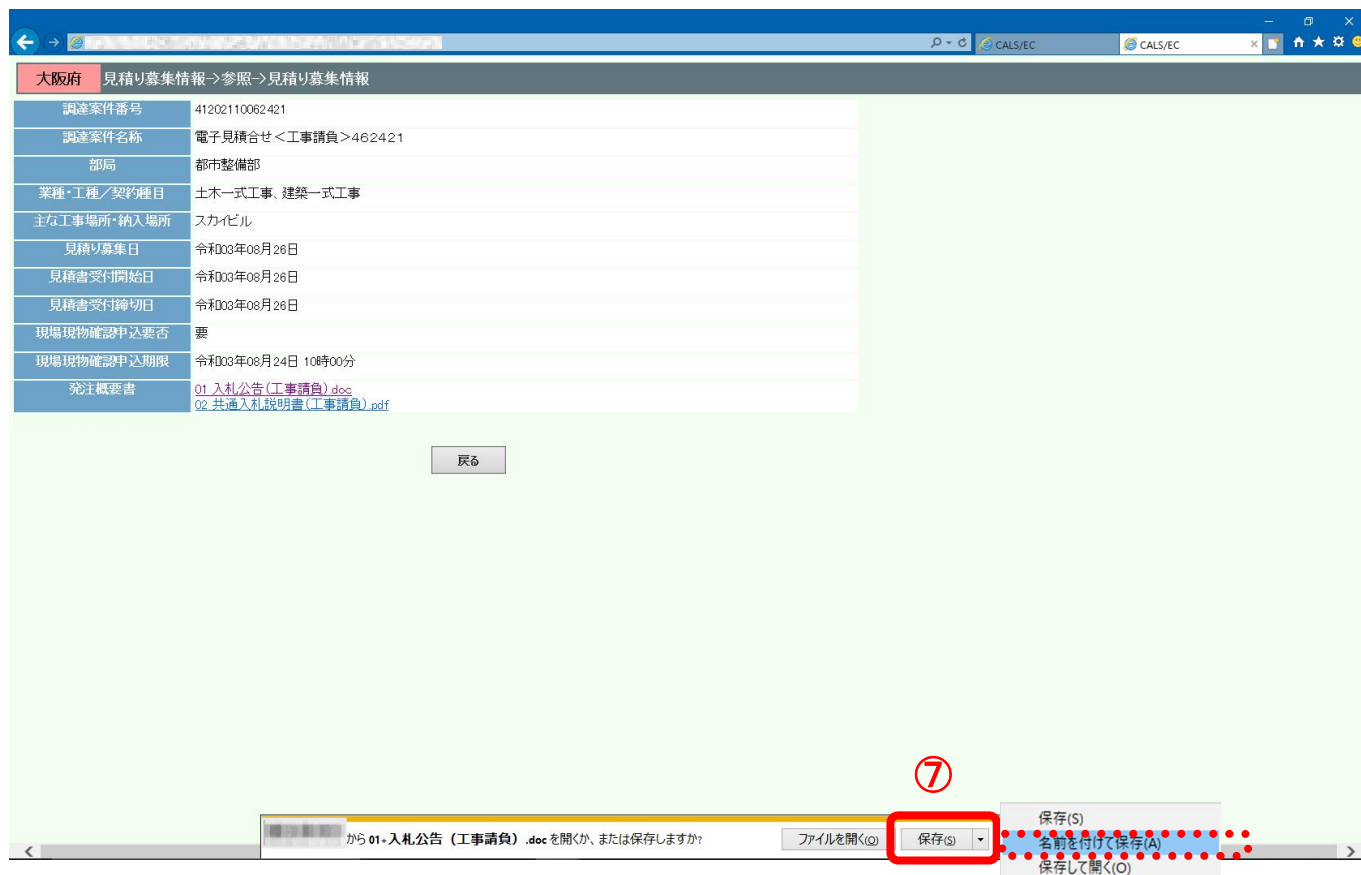 CALS/EC
CALS/EC
大阪府 見積り募集情報->参照->見積り募集情報
調達案件番号 41202110062421
調達案件名称 電子見積合せ<工事請負>462421
部局 都市整備部
業種・工種/契約種目 土木一式工事、建築一式工事
主な工事場所・納入場所 スカイビル
見積り募集日 令和03年08月26日
見積書受付開始日 令和03年08月26日
見積書受付締切日 令和03年08月26日
現場現物確認申込要否 要
現場現物確認申込期限 令和03年08月24日 10時00分
発注概要書 01 入札公告(工事請負).doc
02 共通入札説明書(工事請負).pdf
戻る
⑦
から 01+入札公告(工事請負).doc を開くか、または保存しますか?
ファイルを開く(O)
保存(S)
保存(S)
名前を付けて保存(A)
保存して開く(O)